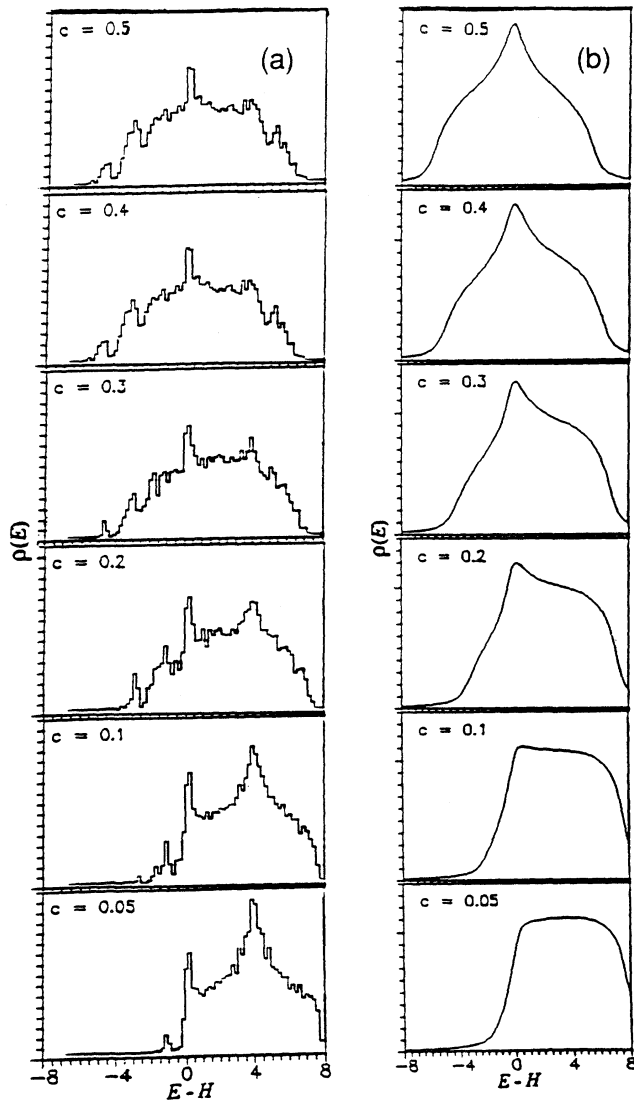 c = 0.5
(a)
c = 0.4
c = 0.3
c = 0.2
c = 0.1
c = 0.05
ρ(E)
-8 -4 0 4 8
E - H
c = 0.5
(b)
c = 0.4
c = 0.3
c = 0.2
c = 0.1
c = 0.05
ρ(E)
-8 -4 0 4 8
E - H